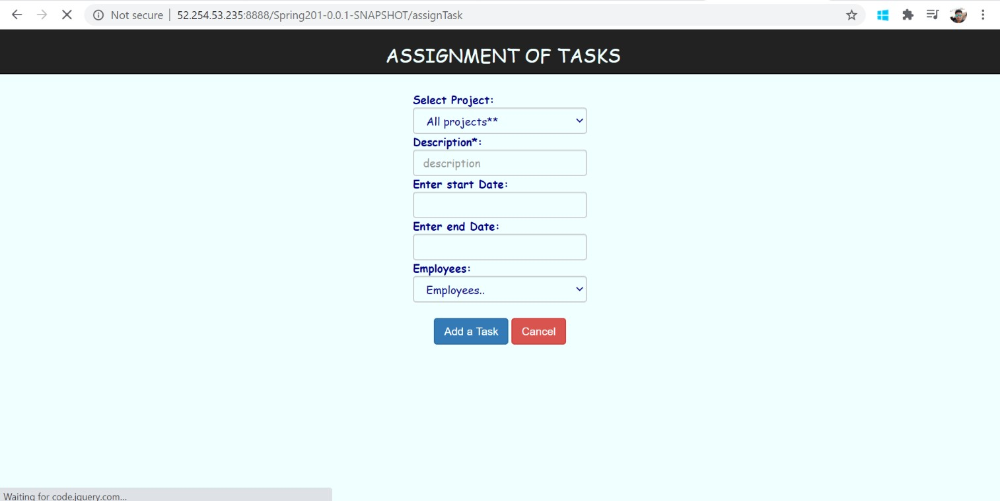 Not secure | 52.254.53.235:8888/Spring201-0.0.1-SNAPSHOT/assignTask
ASSIGNMENT OF TASKS
Select Project:
All projects**
Description*:
description
Enter start Date:
Enter end Date:
Employees:
Employees..
Add a Task Cancel
Waiting for code.jquery.com...